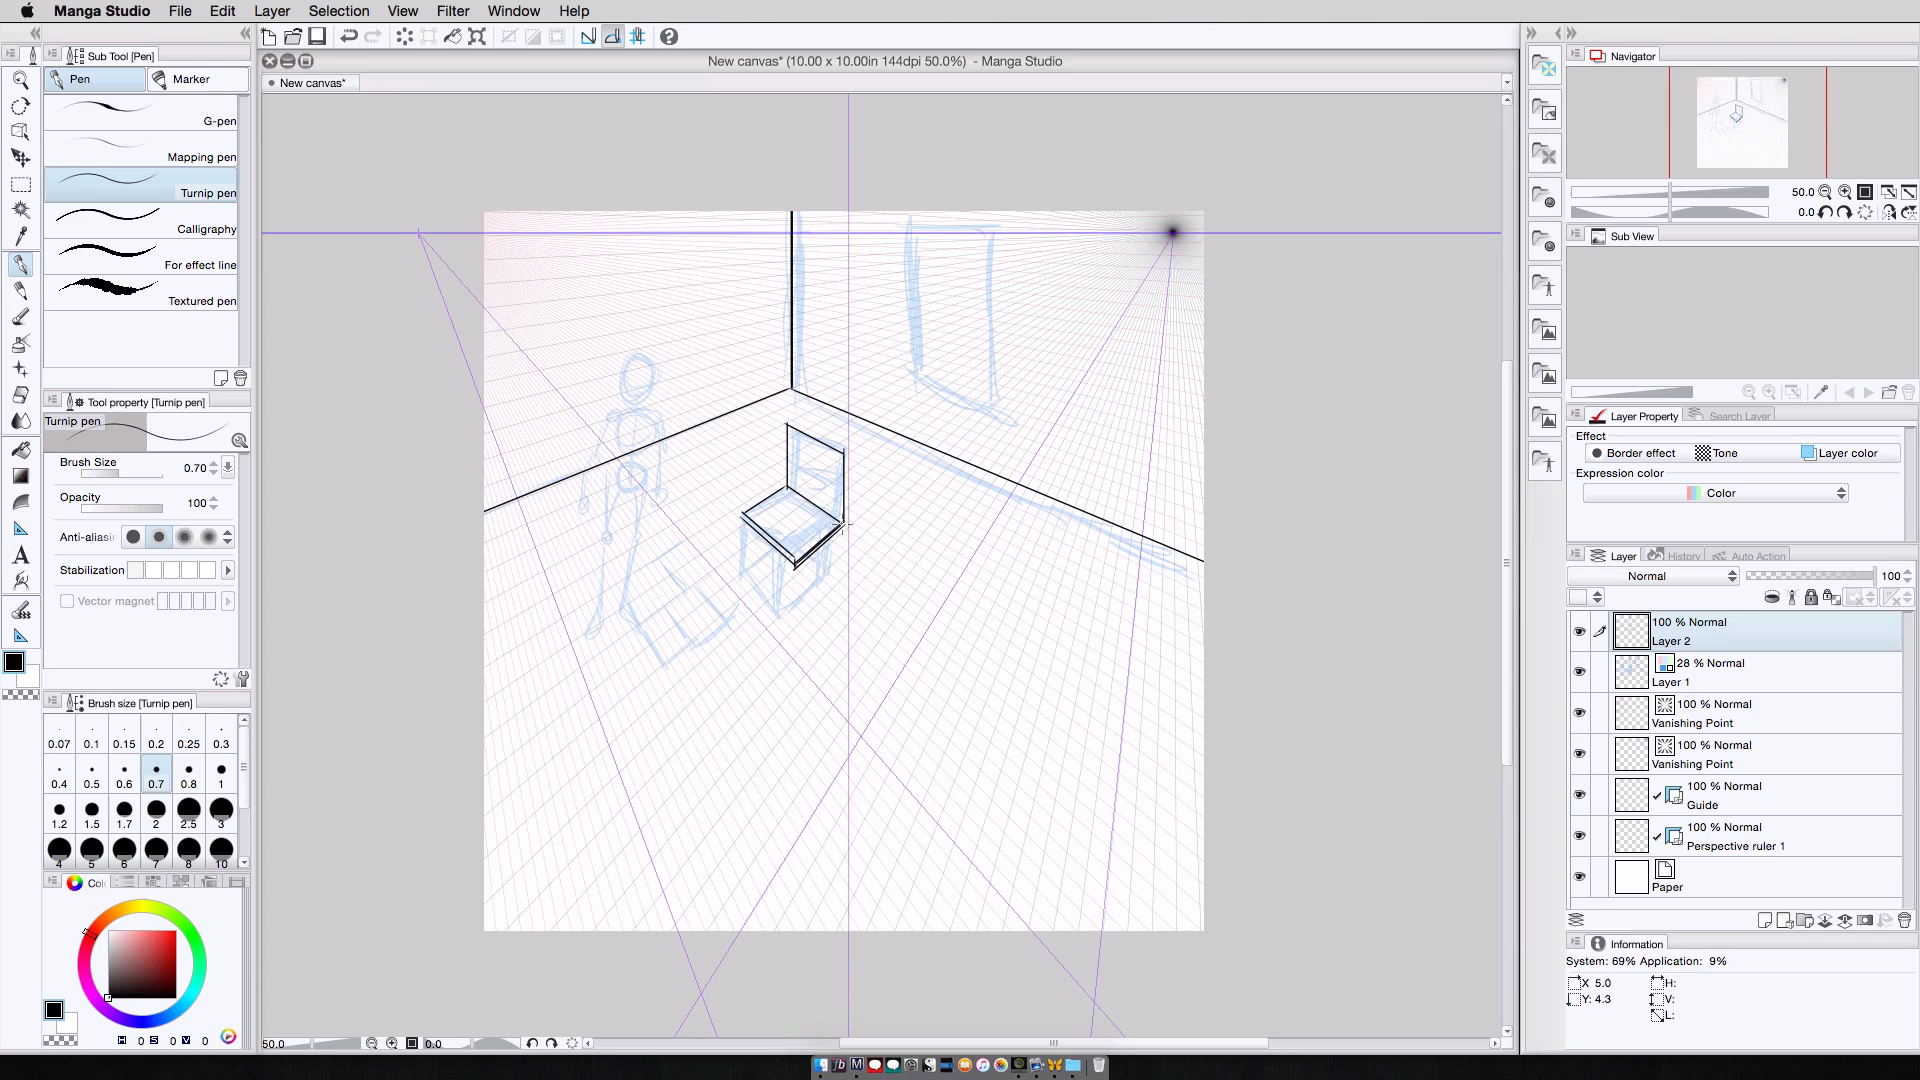 Manga Studio File Edit Layer Selection View Filter Window Help
Sub Tool [Pen]
Pen Marker
G-pen
Mapping pen
Turnip pen
Calligraphy
For effect line
Textured pen
Tool property [Turnip pen]
Turnip pen
Brush Size 0.70
Opacity 100
Anti-aliasin
Stabilization
Vector magnet
Brush size [Turnip pen]
0.07 0.1 0.15 0.2 0.25 0.3
0.4 0.5 0.6 0.7 0.8 1
1.2 1.5 1.7 2 2.5 3
4 5 6 7 8 10
Col
H 0 S 0 V 0
New canvas* (10.00 x 10.00in 144dpi 50.0%) - Manga Studio
New canvas*
50.0 0.0
Navigator
50.0
0.0
Sub View
Layer Property Search Layer
Effect
Border effect Tone Layer color
Expression color
Color
Layer History Auto Action
Normal 100
100 % Normal
Layer 2
28 % Normal
Layer 1
100 % Normal
Vanishing Point
100 % Normal
Vanishing Point
100 % Normal
Guide
100 % Normal
Perspective ruler 1
Paper
Information
System: 69% Application: 9%
X 5.0 H:
Y: 4.3 V:
L: